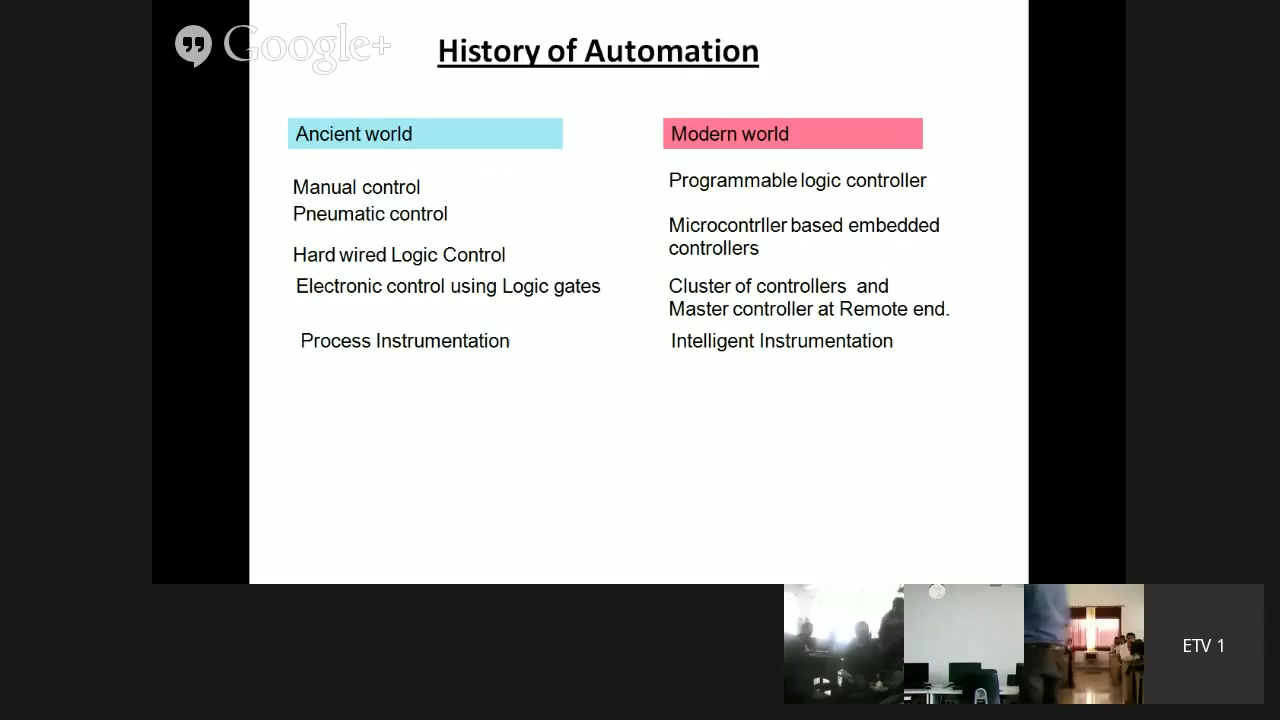 Google+
History of Automation
Ancient world
Manual control
Pneumatic control
Hard wired Logic Control
Electronic control using Logic gates
Process Instrumentation
Modern world
Programmable logic controller
Microcontrller based embedded
controllers
Cluster of controllers and
Master controller at Remote end.
Intelligent Instrumentation
ETV 1